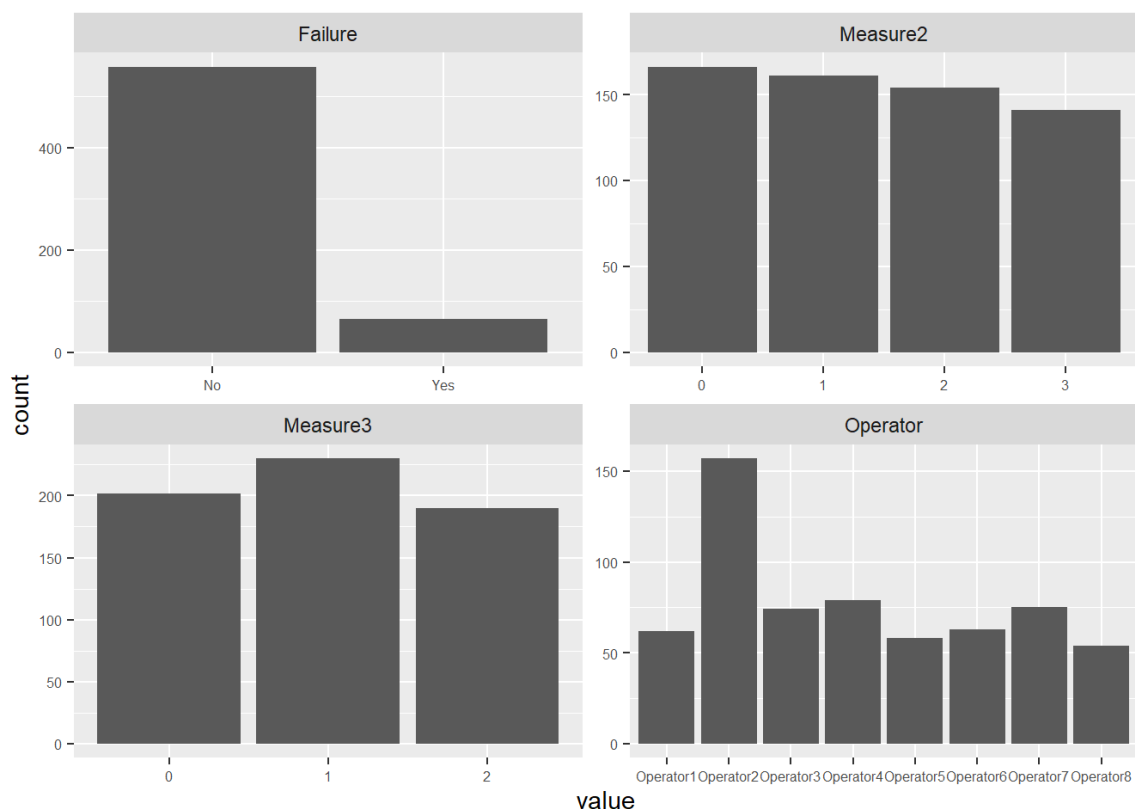 Failure
400
200
0
No Yes
Measure2
150
100
50
0
0 1 2 3
count
Measure3
200
150
100
50
0
0 1 2
Operator
150
100
50
0
Operator1 Operator2 Operator3 Operator4 Operator5 Operator6 Operator7 Operator8
value